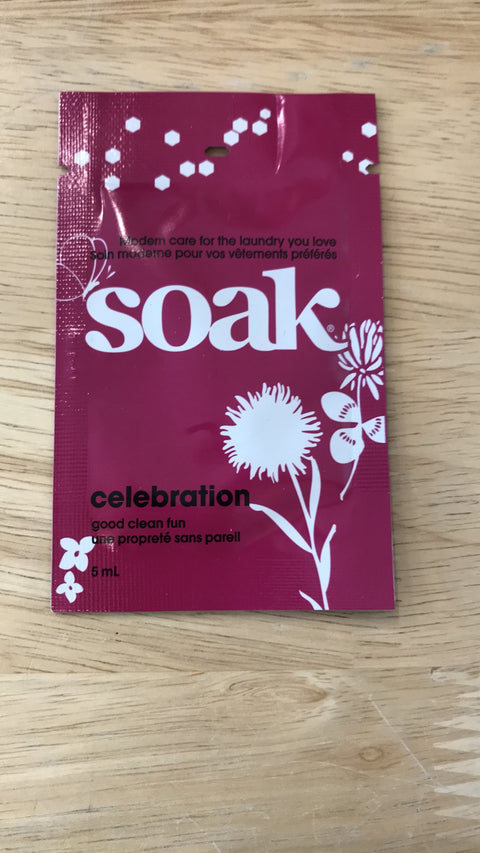 Modern care for the laundry you love
Soin moderne pour vos vêtements préférés
soak®
celebration
good clean fun
une propreté sans pareil
5 mL